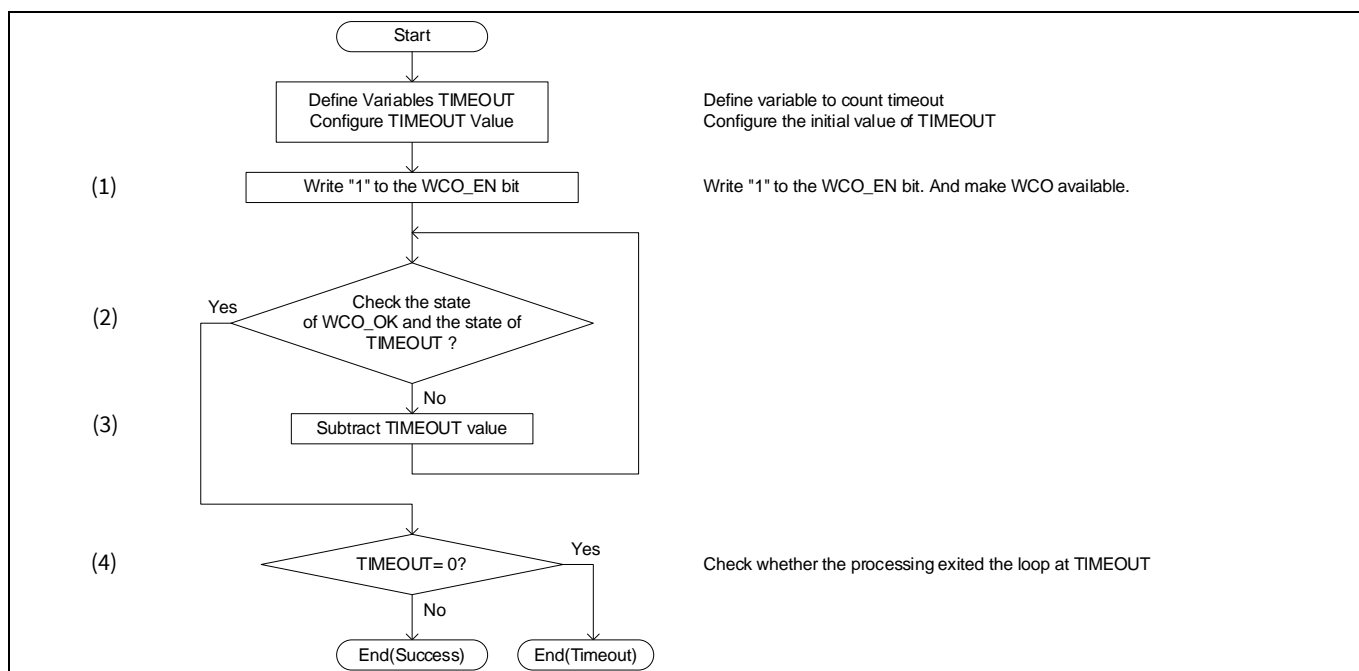 Start
Define Variables TIMEOUT
Configure TIMEOUT Value
Define variable to count timeout
Configure the initial value of TIMEOUT
(1)
Write "1" to the WCO_EN bit
Write "1" to the WCO_EN bit. And make WCO available.
Yes
(2)
Check the state
of WCO_OK and the state of
TIMEOUT ?
No
(3)
Subtract TIMEOUT value
(4)
TIMEOUT= 0?
Yes
Check whether the processing exited the loop at TIMEOUT
No
End(Success)
End(Timeout)